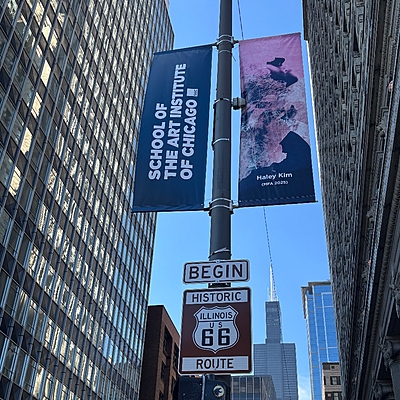 SCHOOL OF
THE ART INSTITUTE
OF CHICAGO
Haley Kim
(MFA 2025)
BEGIN
HISTORIC
ILLINOIS
US
66
ROUTE